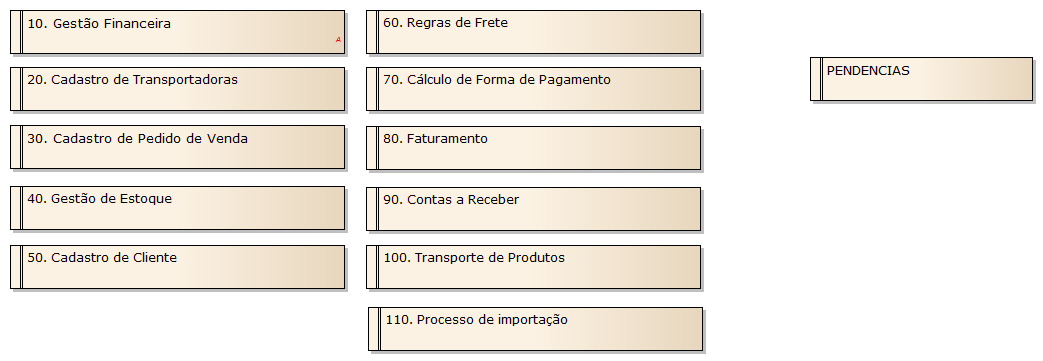 10. Gestão Financeira
A
20. Cadastro de Transportadoras
30. Cadastro de Pedido de Venda
40. Gestão de Estoque
50. Cadastro de Cliente
60. Regras de Frete
70. Cálculo de Forma de Pagamento
80. Faturamento
90. Contas a Receber
100. Transporte de Produtos
110. Processo de importação
PENDENCIAS